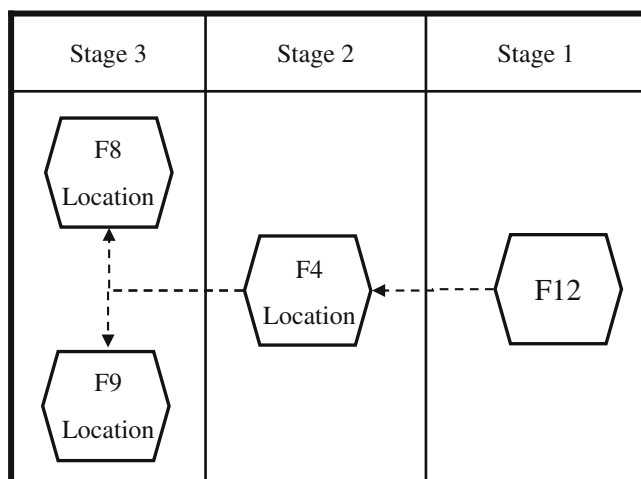 Stage 3
Stage 2
Stage 1
F8
Location
F4
Location
F12
F9
Location